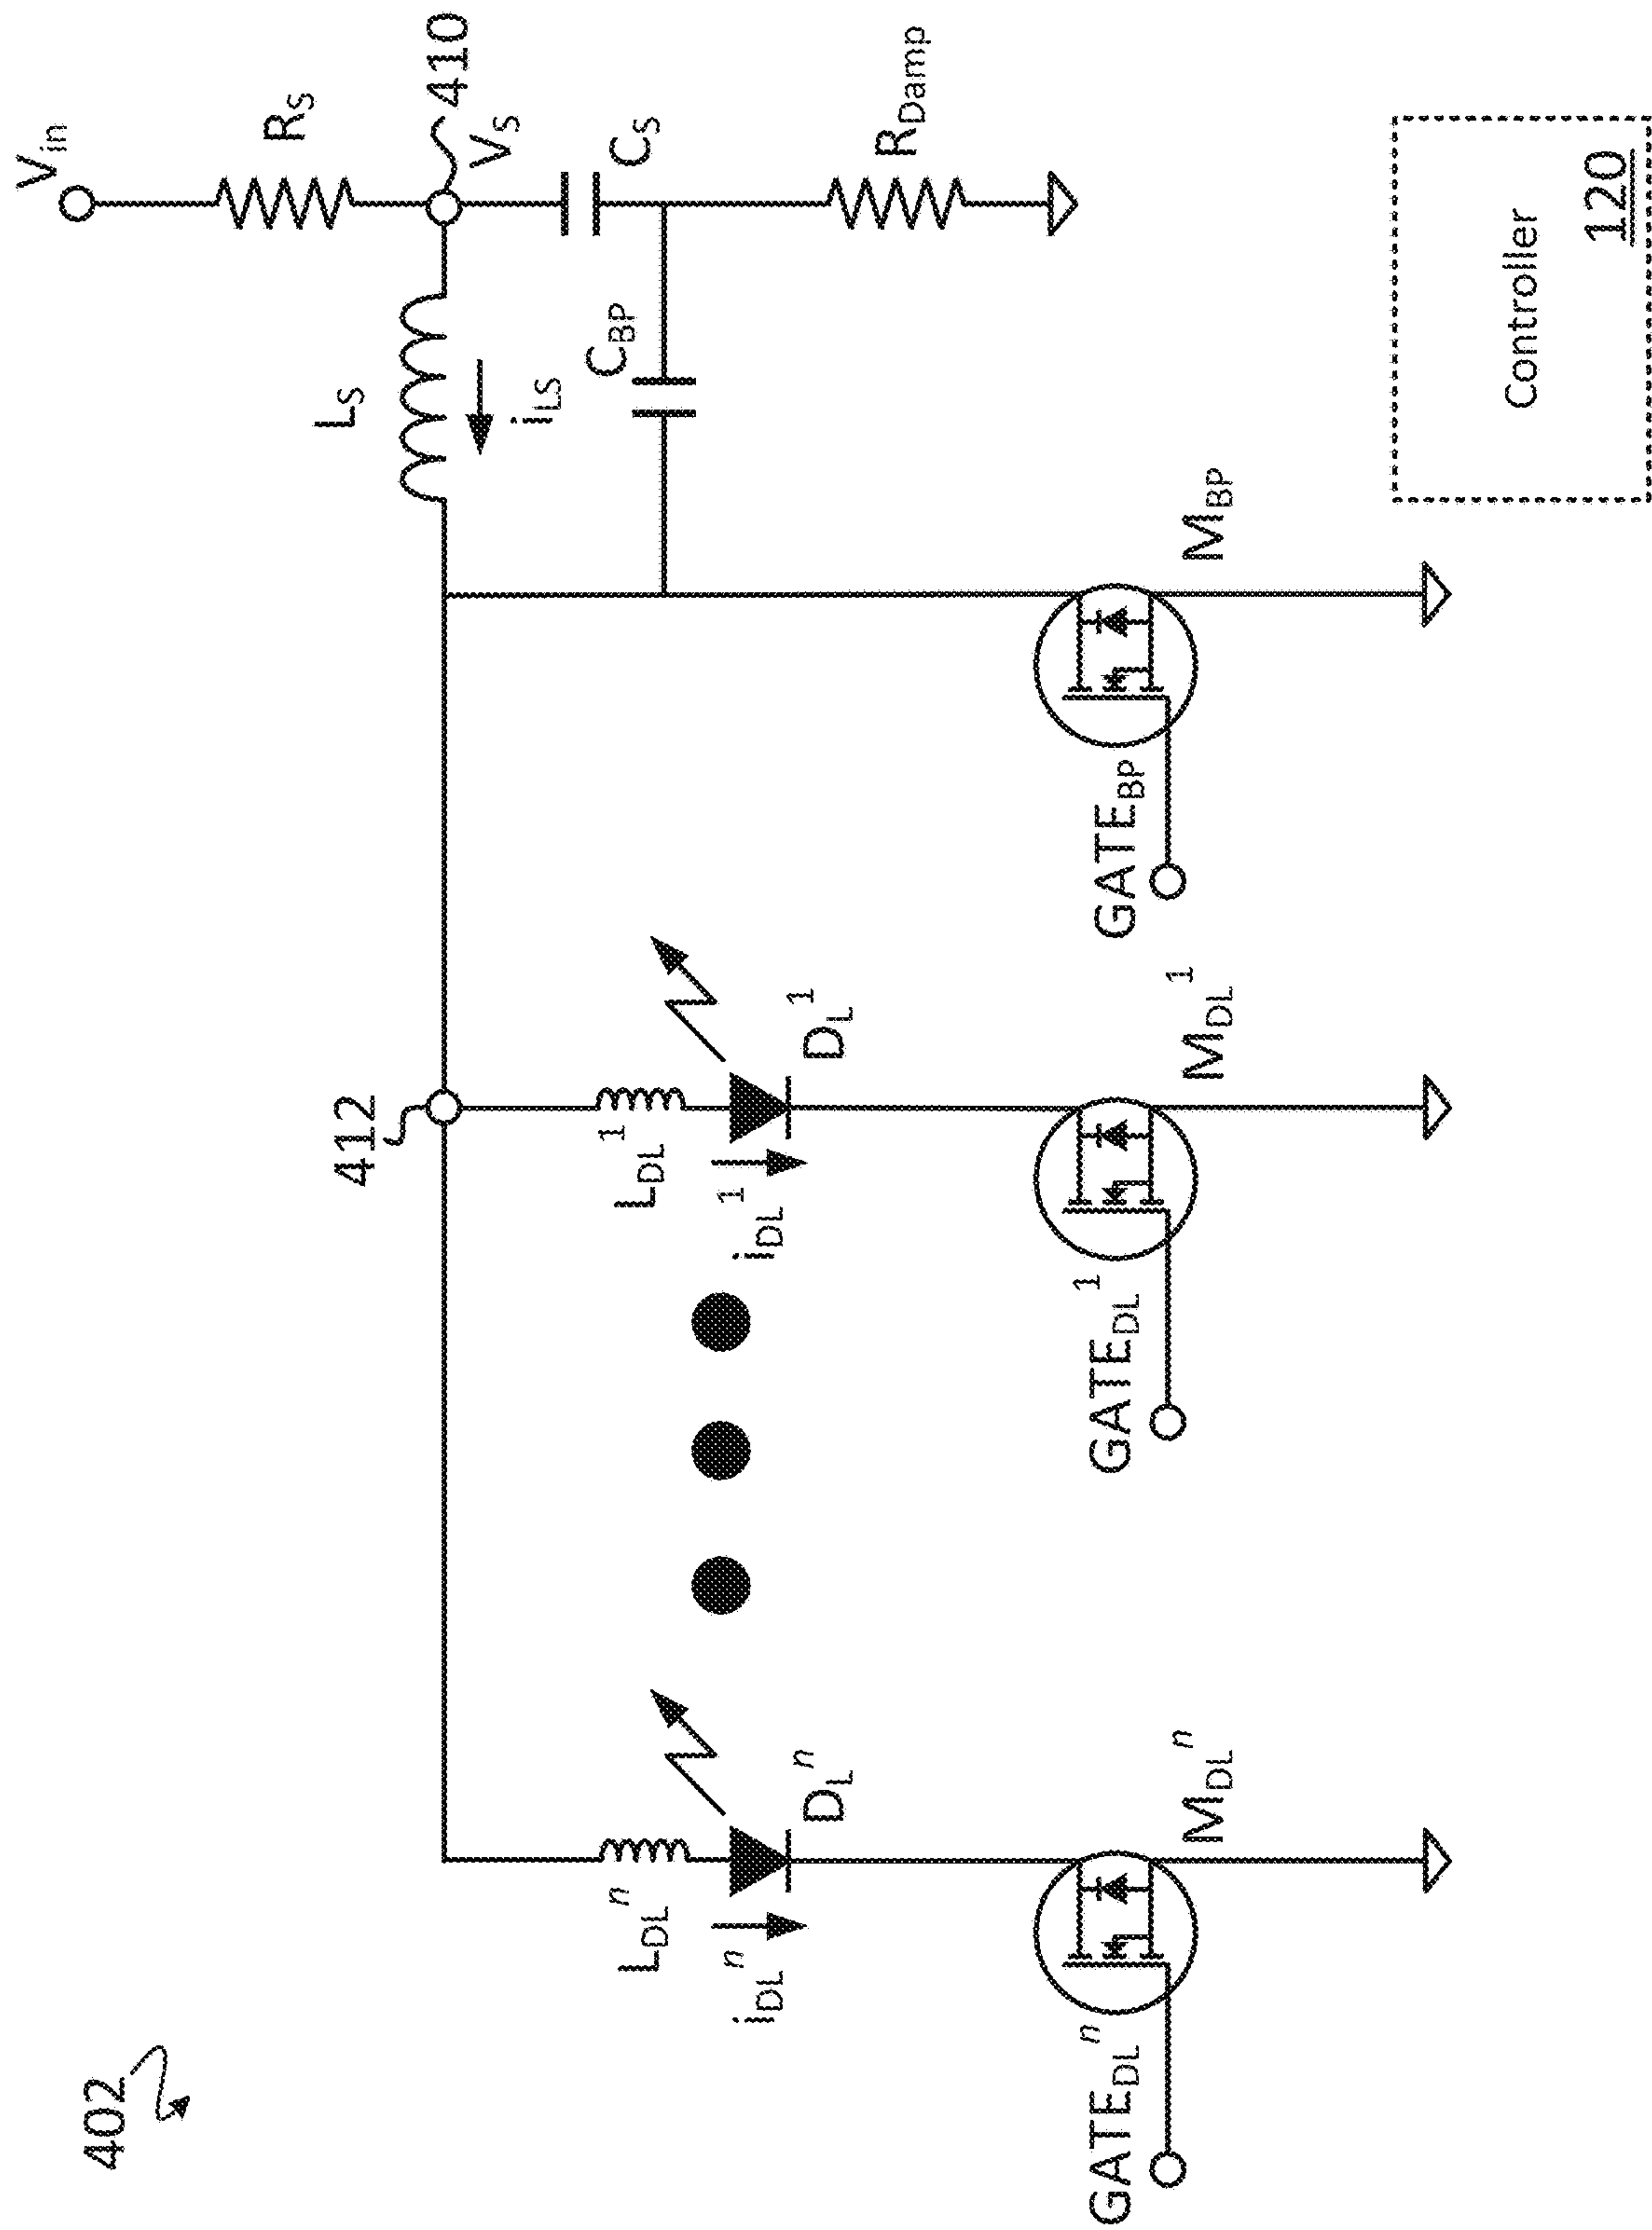 402
V_in
R_S
410
V_S
L_S
i_LS
C_S
C_BP
R_Damp
412
L_DL^1
i_DL^1
D_L^1
L_DL^n
i_DL^n
D_L^n
GATE_DL^n
M_DL^n
GATE_DL^1
M_DL^1
GATE_BP
M_BP
Controller
120